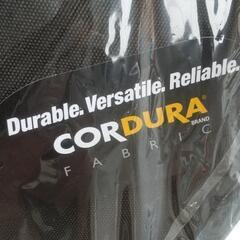 Durable. Versatile. Reliable.
CORDURA®
BRAND
FABRIC